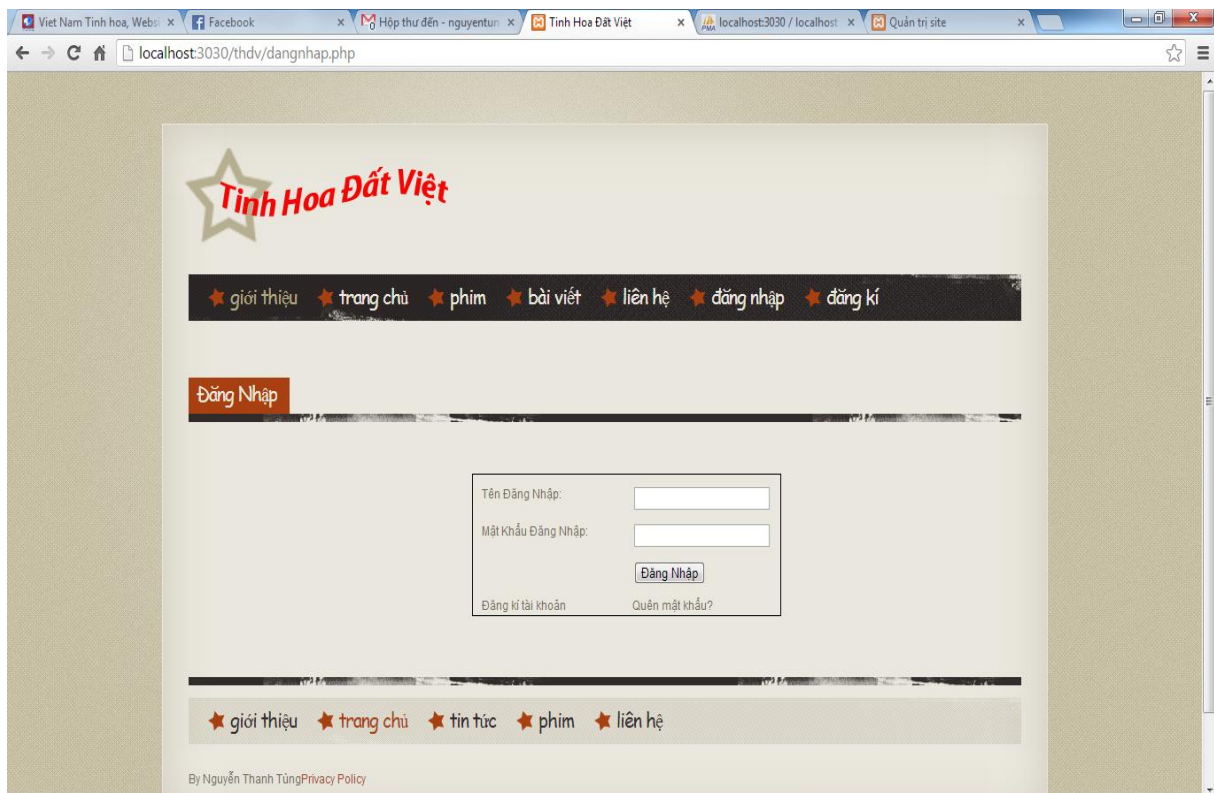 Viet Nam Tinh hoa, Websi
Facebook
Hộp thư đến - nguyentun
Tinh Hoa Đất Việt
localhost:3030 / localhost
Quản trị site
localhost:3030/thdv/dangnhap.php
Tinh Hoa Đất Việt
giới thiệu trang chủ phim bài viết liên hệ đăng nhập đăng kí
Đăng Nhập
Tên Đăng Nhập:
Mật Khẩu Đăng Nhập:
Đăng Nhập
Đăng kí tài khoản Quên mật khẩu?
giới thiệu trang chủ tin tức phim liên hệ
By Nguyễn Thanh TùngPrivacy Policy